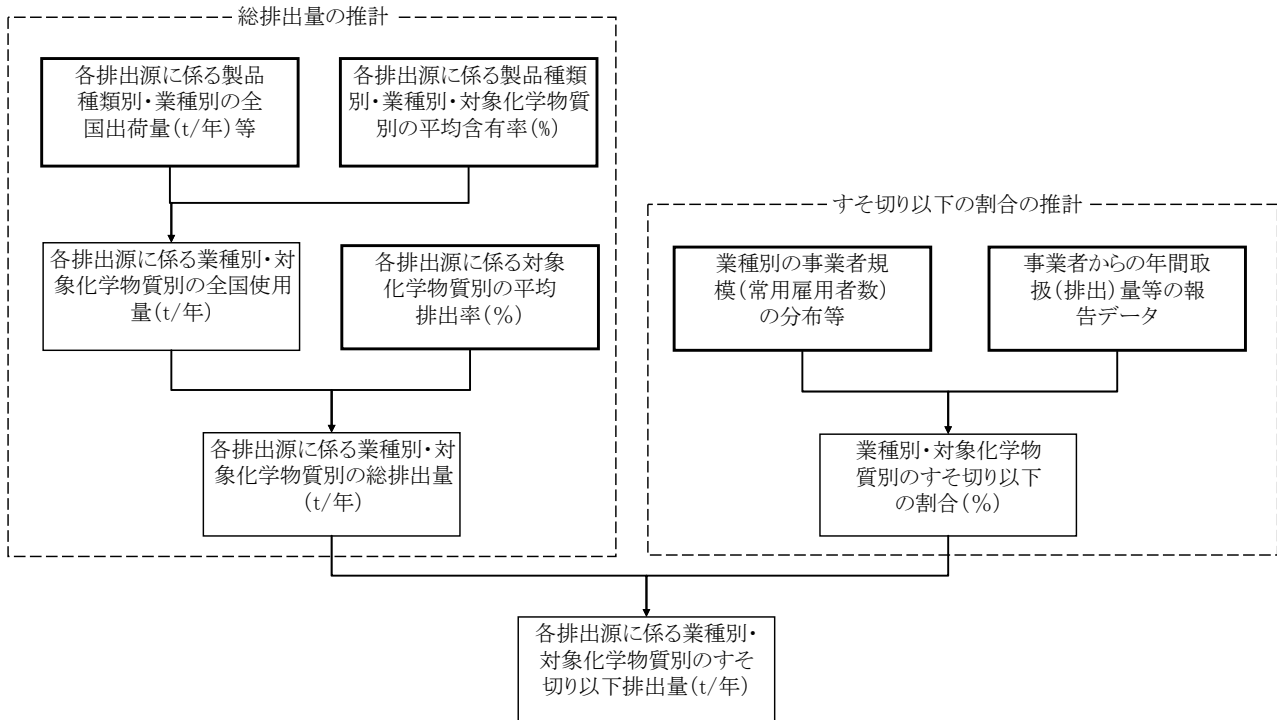 総排出量の推計
各排出源に係る製品
種類別・業種別の全
国出荷量(t/年)等
各排出源に係る製品種類
別・業種別・対象化学物質
別の平均含有率(%)
各排出源に係る業種別・対
象化学物質別の全国使用
量(t/年)
各排出源に係る対象
化学物質別の平均
排出率(%)
各排出源に係る業種別・対
象化学物質別の総排出量
(t/年)
すそ切り以下の割合の推計
業種別の事業者規
模(常用雇用者数)
の分布等
事業者からの年間取
扱(排出)量等の報
告データ
業種別・対象化学物
質別のすそ切り以下
の割合(%)
各排出源に係る業種別・
対象化学物質別のすそ
切り以下排出量(t/年)